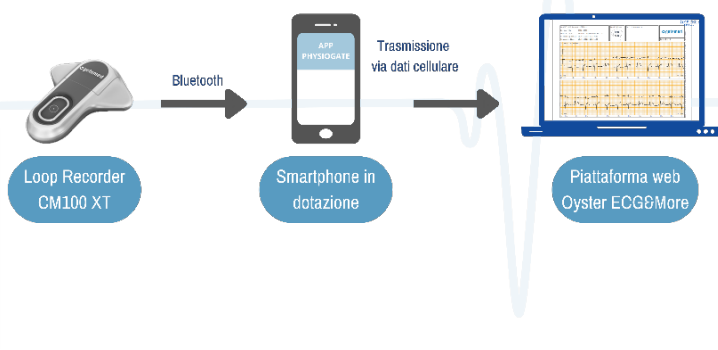 APP
PHYSIOGATE
Trasmissione
via dati cellulare
Bluetooth
Loop Recorder
CM100 XT
Smartphone in
dotazione
Piattaforma web
Oyster ECG&More